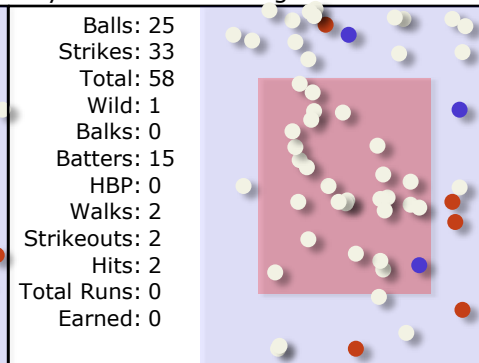 Balls: 25
Strikes: 33
Total: 58
Wild: 1
Balks: 0
Batters: 15
HBP: 0
Walks: 2
Strikeouts: 2
Hits: 2
Total Runs: 0
Earned: 0